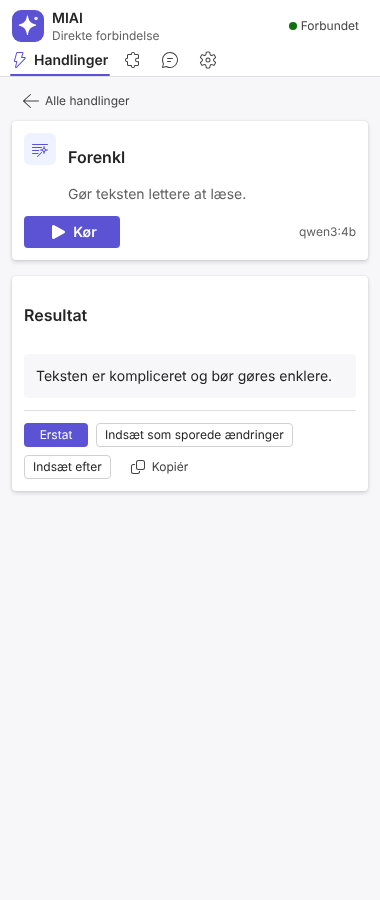 MIAI
Direkte forbindelse
Forbundet
Handlinger
Alle handlinger
Forenkl
Gør teksten lettere at læse.
Kør
qwen3:4b
Resultat
Teksten er kompliceret og bør gøres enklere.
Erstat
Indsæt som sporede ændringer
Indsæt efter
Kopiér